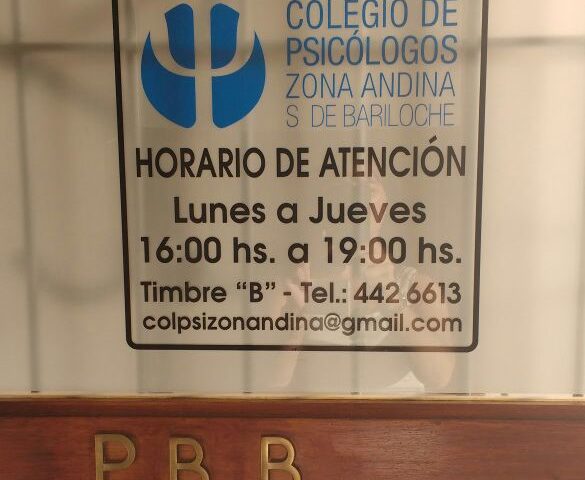 COLEGIO DE
PSICÓLOGOS
ZONA ANDINA
S DE BARILOCHE
HORARIO DE ATENCIÓN
Lunes a Jueves
16:00 hs. a 19:00 hs.
Timbre “B” - Tel.: 442 6613
colpsizonandina@gmail.com
P B B